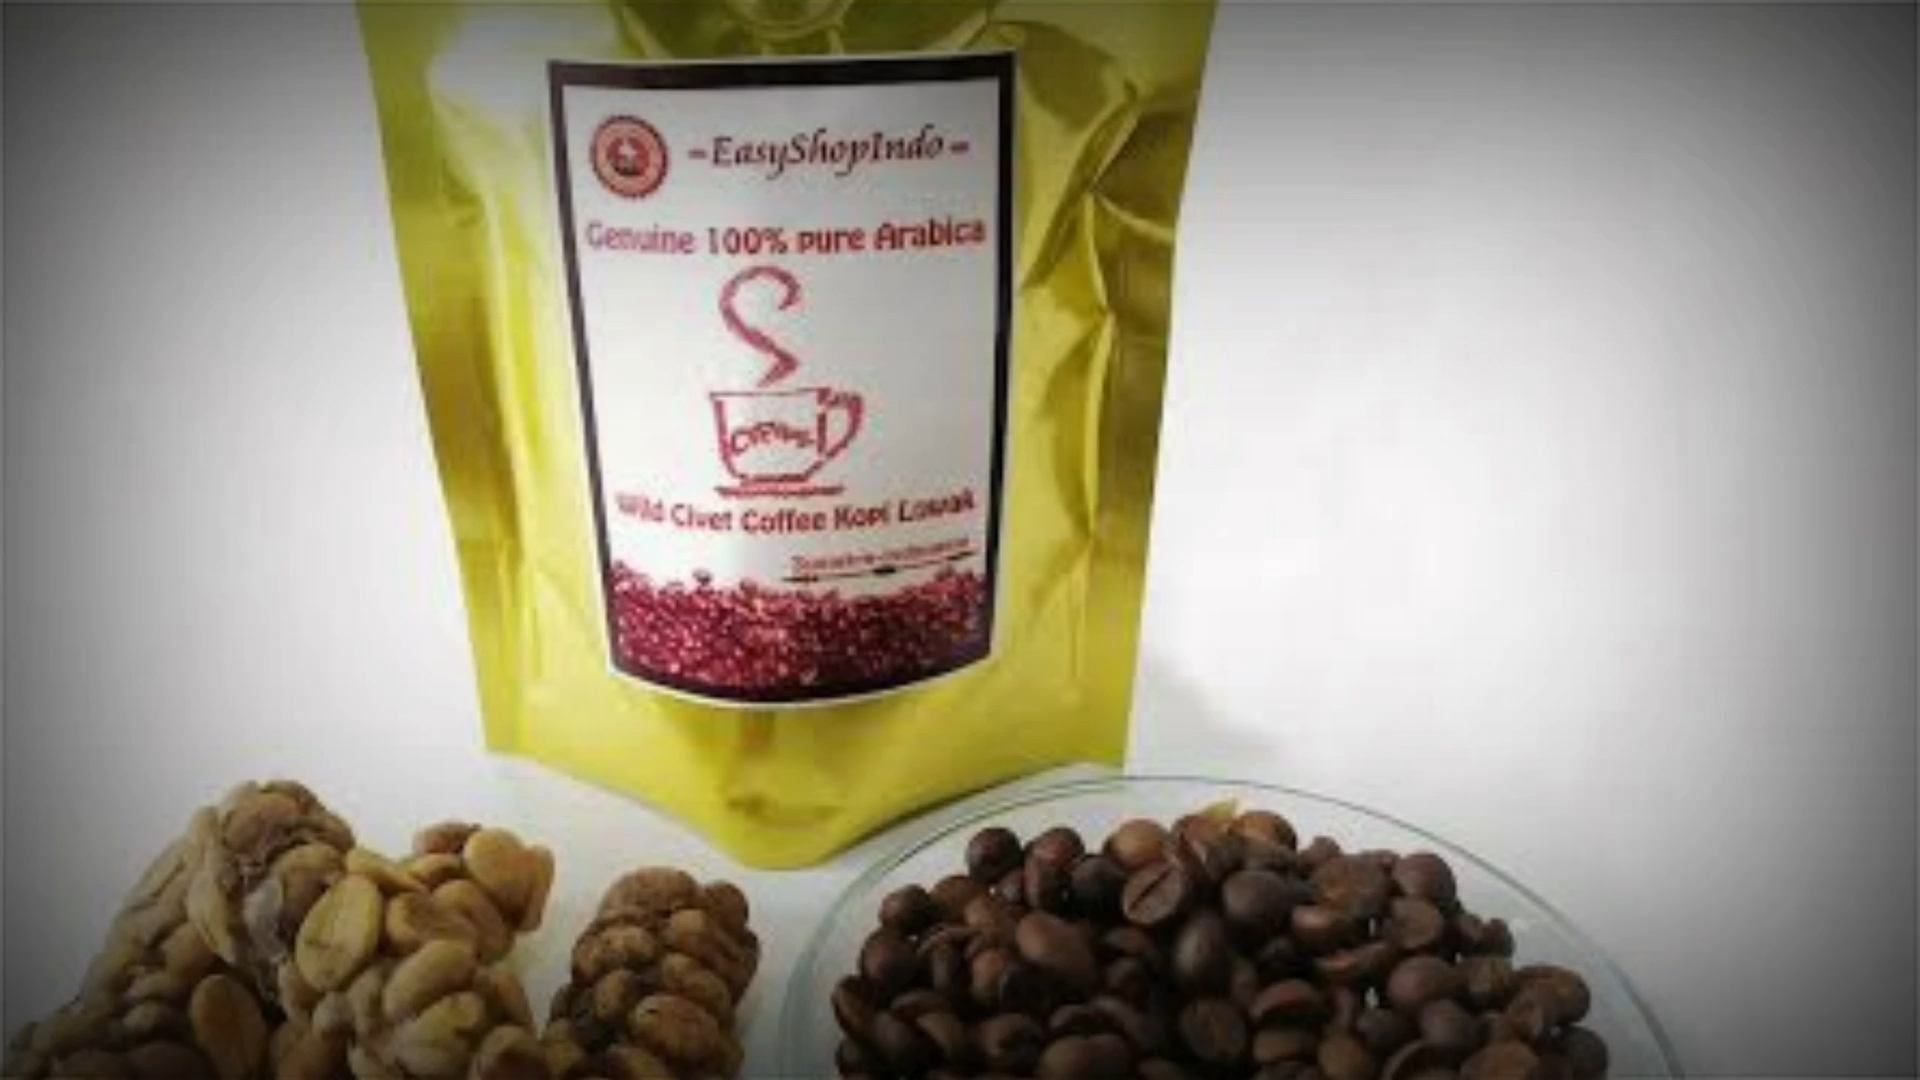 -EasyShopIndo-
Genuine 100% pure Arabica
Wild Civet Coffee Kopi Luwak